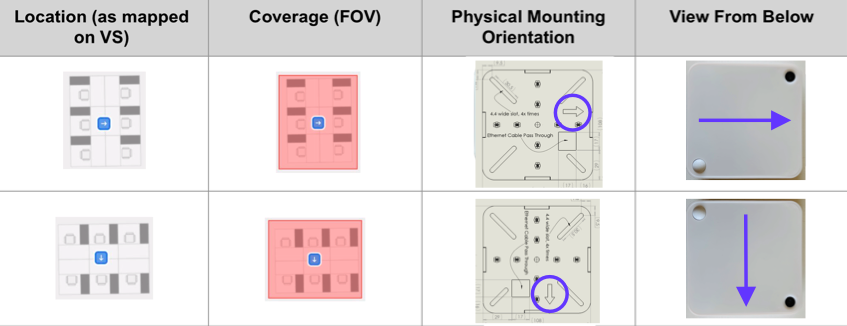 Location (as mapped
on VS)
Coverage (FOV)
Physical Mounting
Orientation
View From Below
4.4 wide slot, 4x times
Ethernet Cable Pass Through
4.4 wide slot, 4x times
Ethernet Cable Pass Through